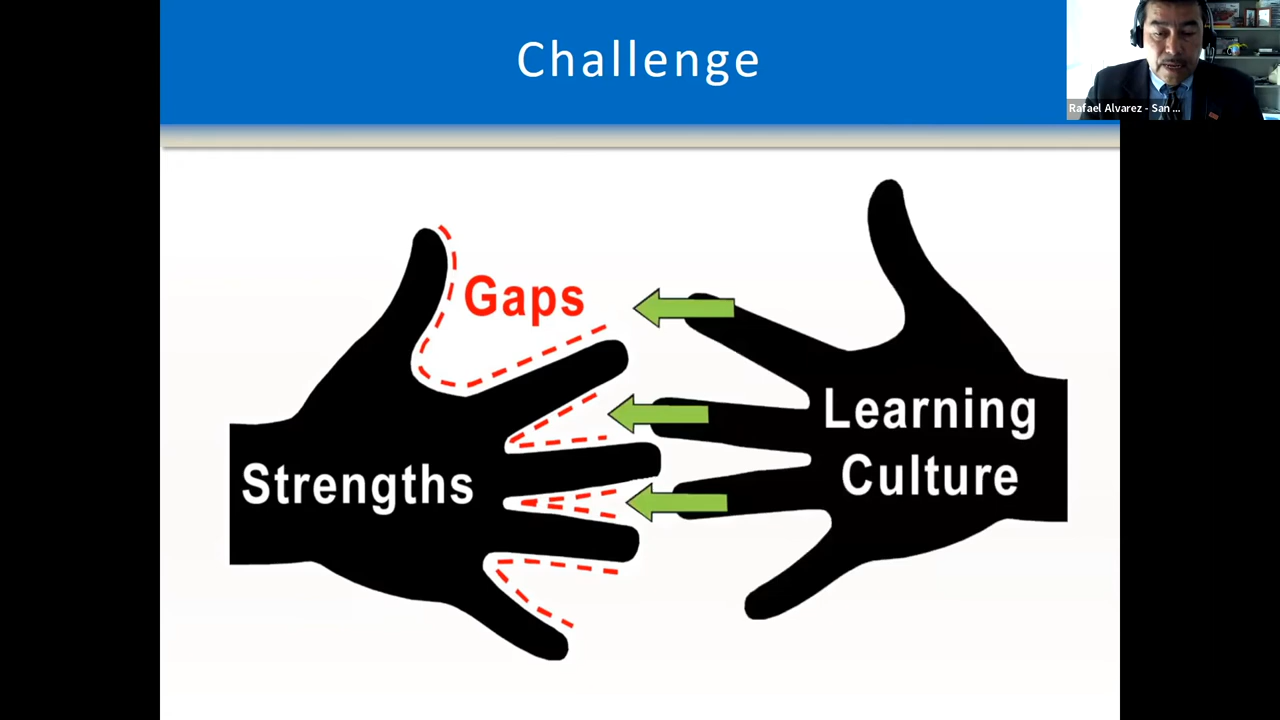 Challenge
Rafael Alvarez - San ...
Gaps
Learning
Culture
Strengths